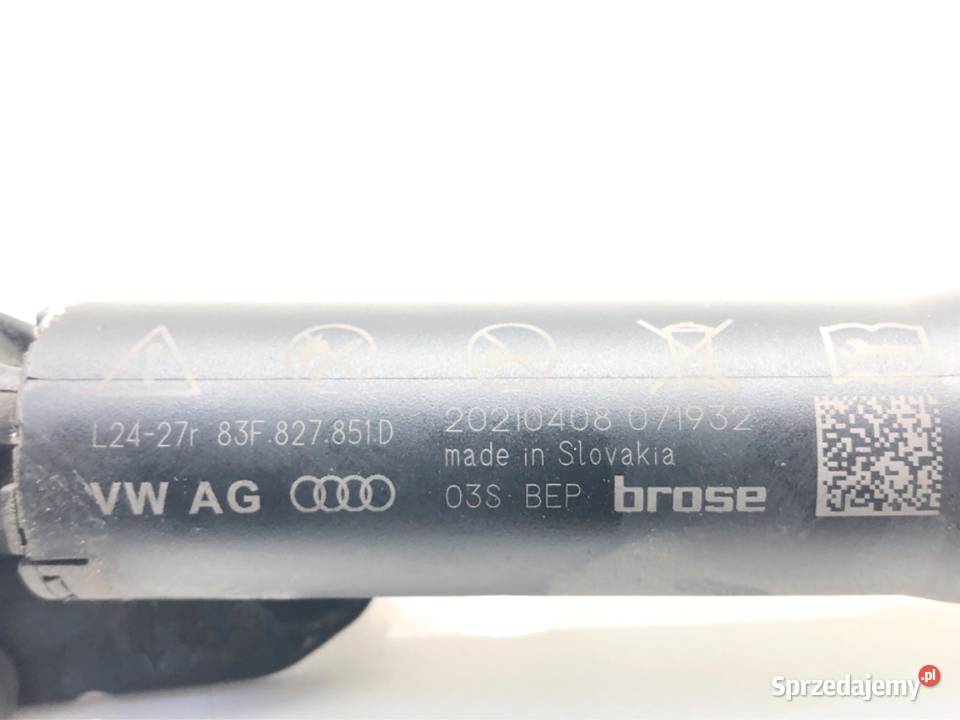 L24-27r 83F.827.851.D
VW AG
20210408 071932
made in Slovakia
03S BEP brose
Sprzedajemy.pl